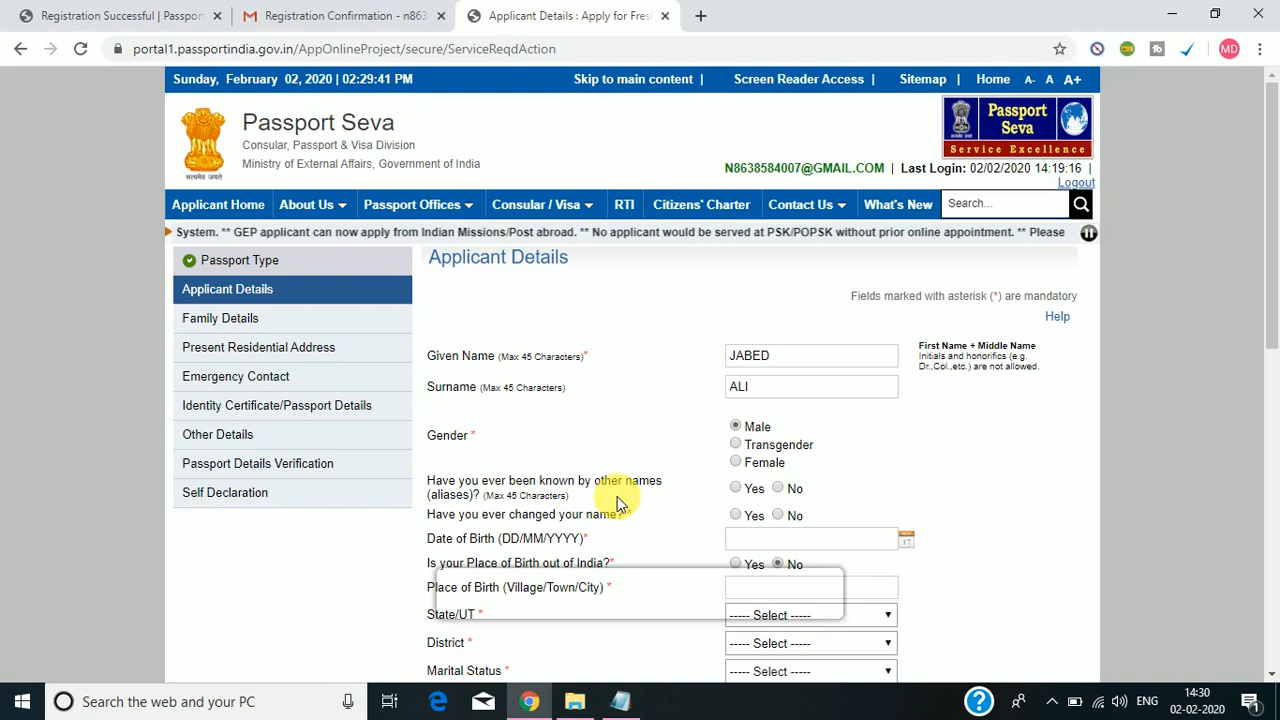 Registration Successful | Passport
Registration Confirmation - n863
Applicant Details : Apply for Fresh
portal1.passportindia.gov.in/AppOnlineProject/secure/ServiceReqdAction
MD
Sunday, February 02, 2020 | 02:29:41 PM
Skip to main content | Screen Reader Access | Sitemap | Home A- A A+
Passport Seva
Consular, Passport & Visa Division
Ministry of External Affairs, Government of India
सत्यमेव जयते
Passport
Seva
Service Excellence
N8638584007@GMAIL.COM | Last Login: 02/02/2020 14:19:16 |
Logout
Applicant Home About Us Passport Offices Consular / Visa RTI Citizens' Charter Contact Us What's New Search...
System. ** GEP applicant can now apply from Indian Missions/Post abroad. ** No applicant would be served at PSK/POPSK without prior online appointment. ** Please
Passport Type
Applicant Details
Family Details
Present Residential Address
Emergency Contact
Identity Certificate/Passport Details
Other Details
Passport Details Verification
Self Declaration
Applicant Details
Fields marked with asterisk (*) are mandatory
Help
Given Name (Max 45 Characters)* JABED
First Name + Middle Name
Initials and honorifics (e.g.
Dr.,Col.,etc.) are not allowed.
Surname (Max 45 Characters) ALI
Gender *
Male
Transgender
Female
Have you ever been known by other names
(aliases)? (Max 45 Characters) Yes No
Have you ever changed your name? * Yes No
Date of Birth (DD/MM/YYYY)* 17
Is your Place of Birth out of India?* Yes No
Place of Birth (Village/Town/City) *
State/UT * ----- Select -----
District * ----- Select -----
Marital Status * ----- Select -----
Search the web and your PC
ENG
14:30
02-02-2020
1